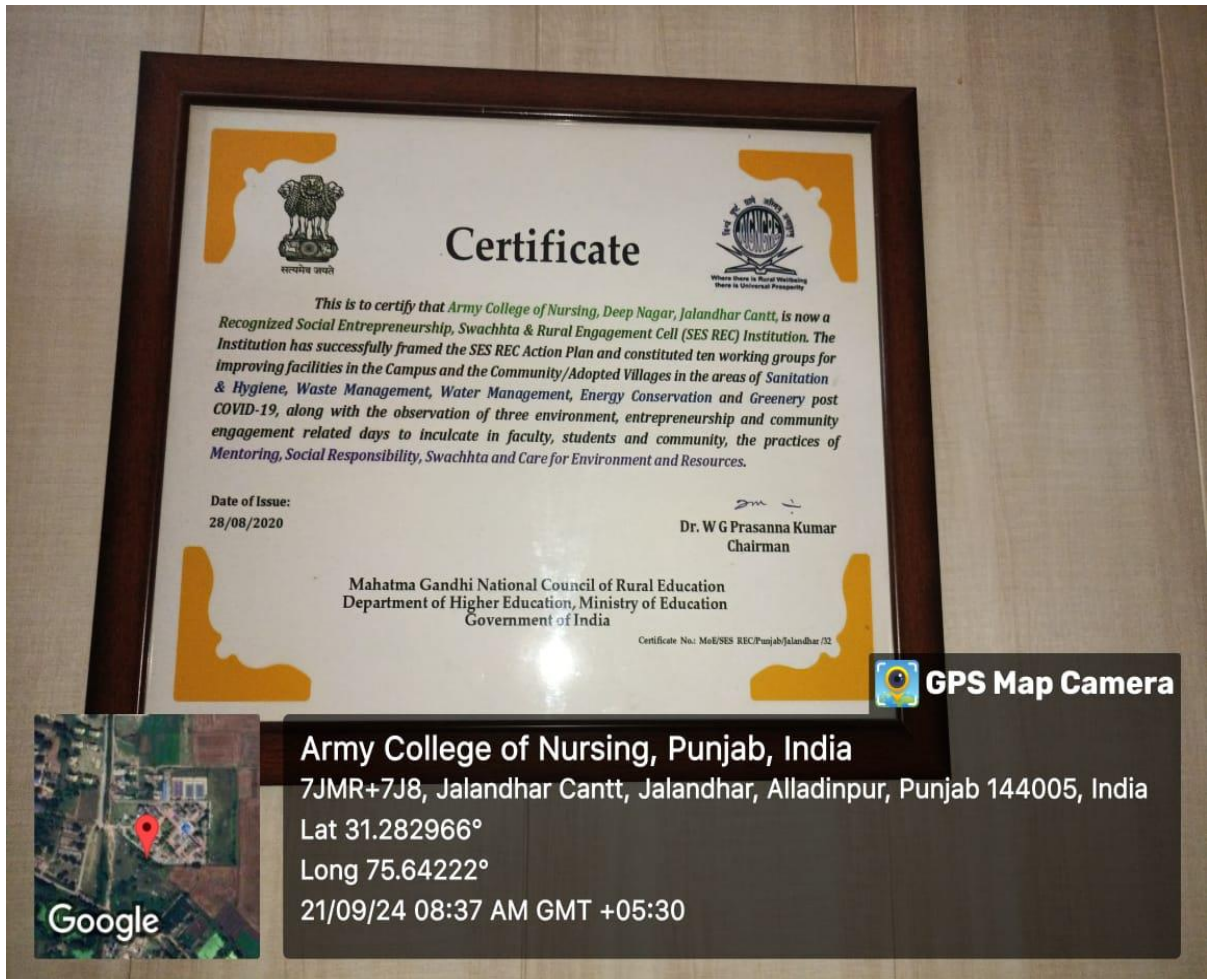 सत्यमेव जयते
Certificate
Where there is Rural Wellbeing
there is Universal Prosperity
This is to certify that Army College of Nursing, Deep Nagar, Jalandhar Cantt, is now a
Recognized Social Entrepreneurship, Swachhta & Rural Engagement Cell (SES REC) Institution. The
Institution has successfully framed the SES REC Action Plan and constituted ten working groups for
improving facilities in the Campus and the Community/Adopted Villages in the areas of Sanitation
& Hygiene, Waste Management, Water Management, Energy Conservation and Greenery post
COVID-19, along with the observation of three environment, entrepreneurship and community
engagement related days to inculcate in faculty, students and community, the practices of
Mentoring, Social Responsibility, Swachhta and Care for Environment and Resources.
Date of Issue:
28/08/2020
Dr. W G Prasanna Kumar
Chairman
Mahatma Gandhi National Council of Rural Education
Department of Higher Education, Ministry of Education
Government of India
Certificate No.: MoE/SES REC/Punjab/Jalandhar /32
GPS Map Camera
Army College of Nursing, Punjab, India
7JMR+7J8, Jalandhar Cantt, Jalandhar, Alladinpur, Punjab 144005, India
Lat 31.282966°
Long 75.64222°
21/09/24 08:37 AM GMT +05:30
Google